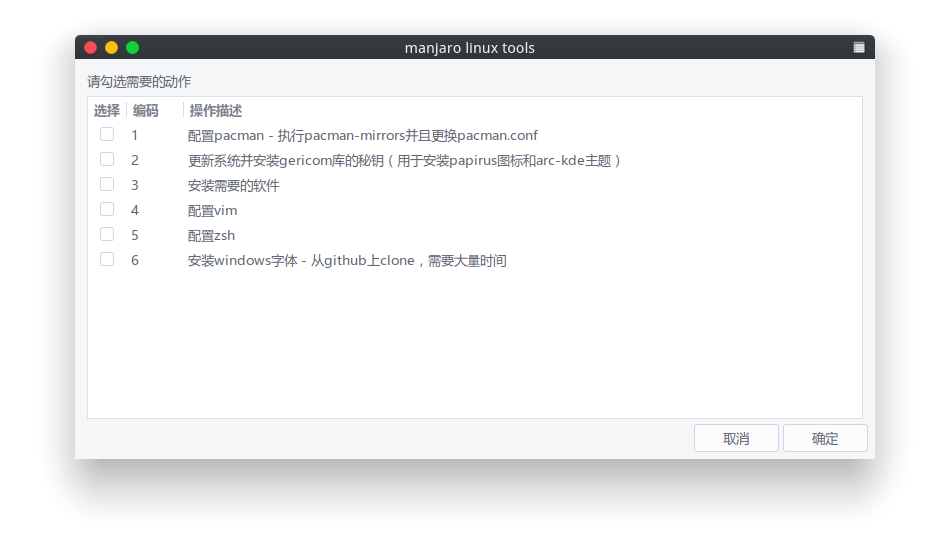 manjaro linux tools
请勾选需要的动作
选择 编码 操作描述
1 配置pacman - 执行pacman-mirrors并且更换pacman.conf
2 更新系统并安装gericom库的秘钥（用于安装papirus图标和arc-kde主题）
3 安装需要的软件
4 配置vim
5 配置zsh
6 安装windows字体 - 从github上clone，需要大量时间
取消 确定